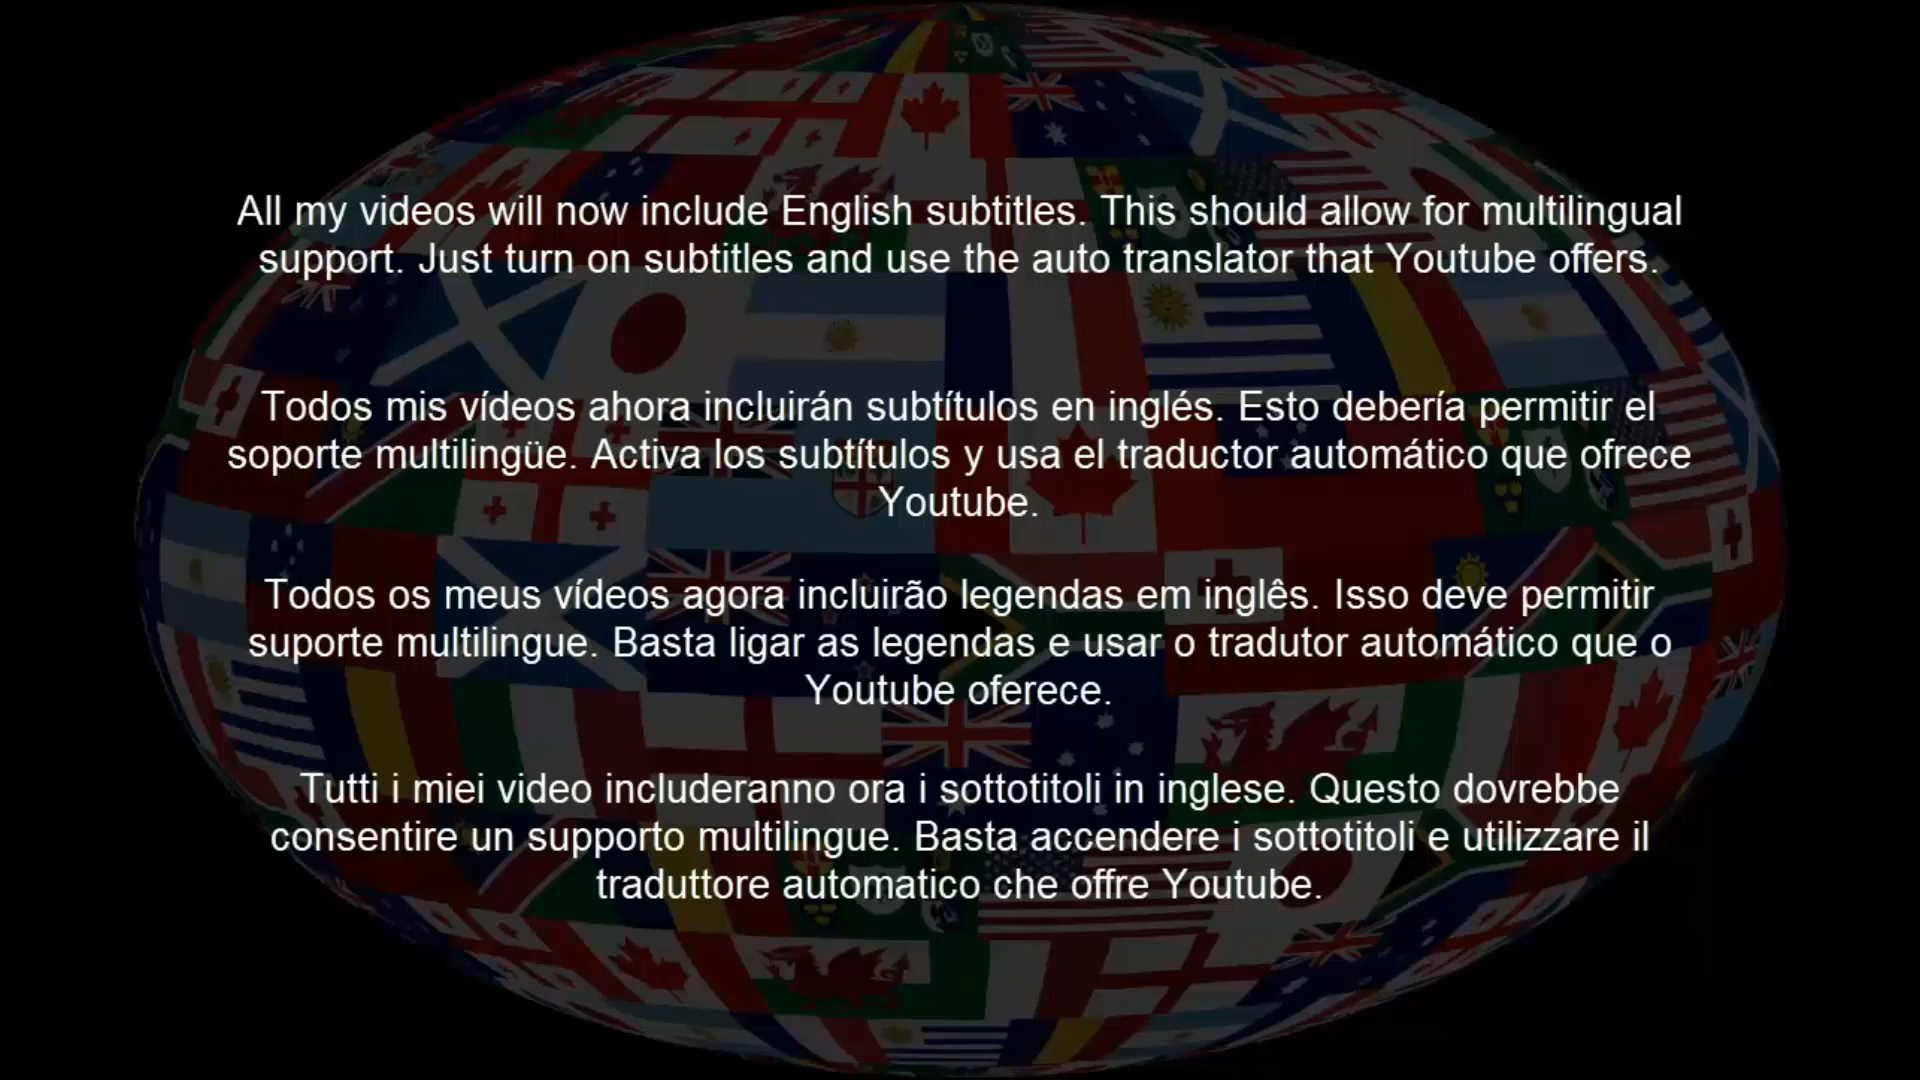 All my videos will now include English subtitles. This should allow for multilingual
support. Just turn on subtitles and use the auto translator that Youtube offers.
Todos mis vídeos ahora incluirán subtítulos en inglés. Esto debería permitir el
soporte multilingüe. Activa los subtítulos y usa el traductor automático que ofrece
Youtube.
Todos os meus vídeos agora incluirão legendas em inglês. Isso deve permitir
suporte multilingue. Basta ligar as legendas e usar o tradutor automático que o
Youtube oferece.
Tutti i miei video includeranno ora i sottotitoli in inglese. Questo dovrebbe
consentire un supporto multilingue. Basta accendere i sottotitoli e utilizzare il
traduttore automatico che offre Youtube.